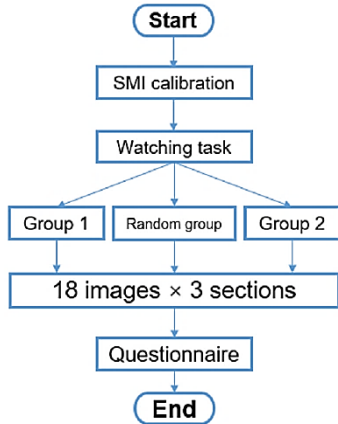 Start
SMI calibration
Watching task
Group 1
Random group
Group 2
18 images × 3 sections
Questionnaire
End